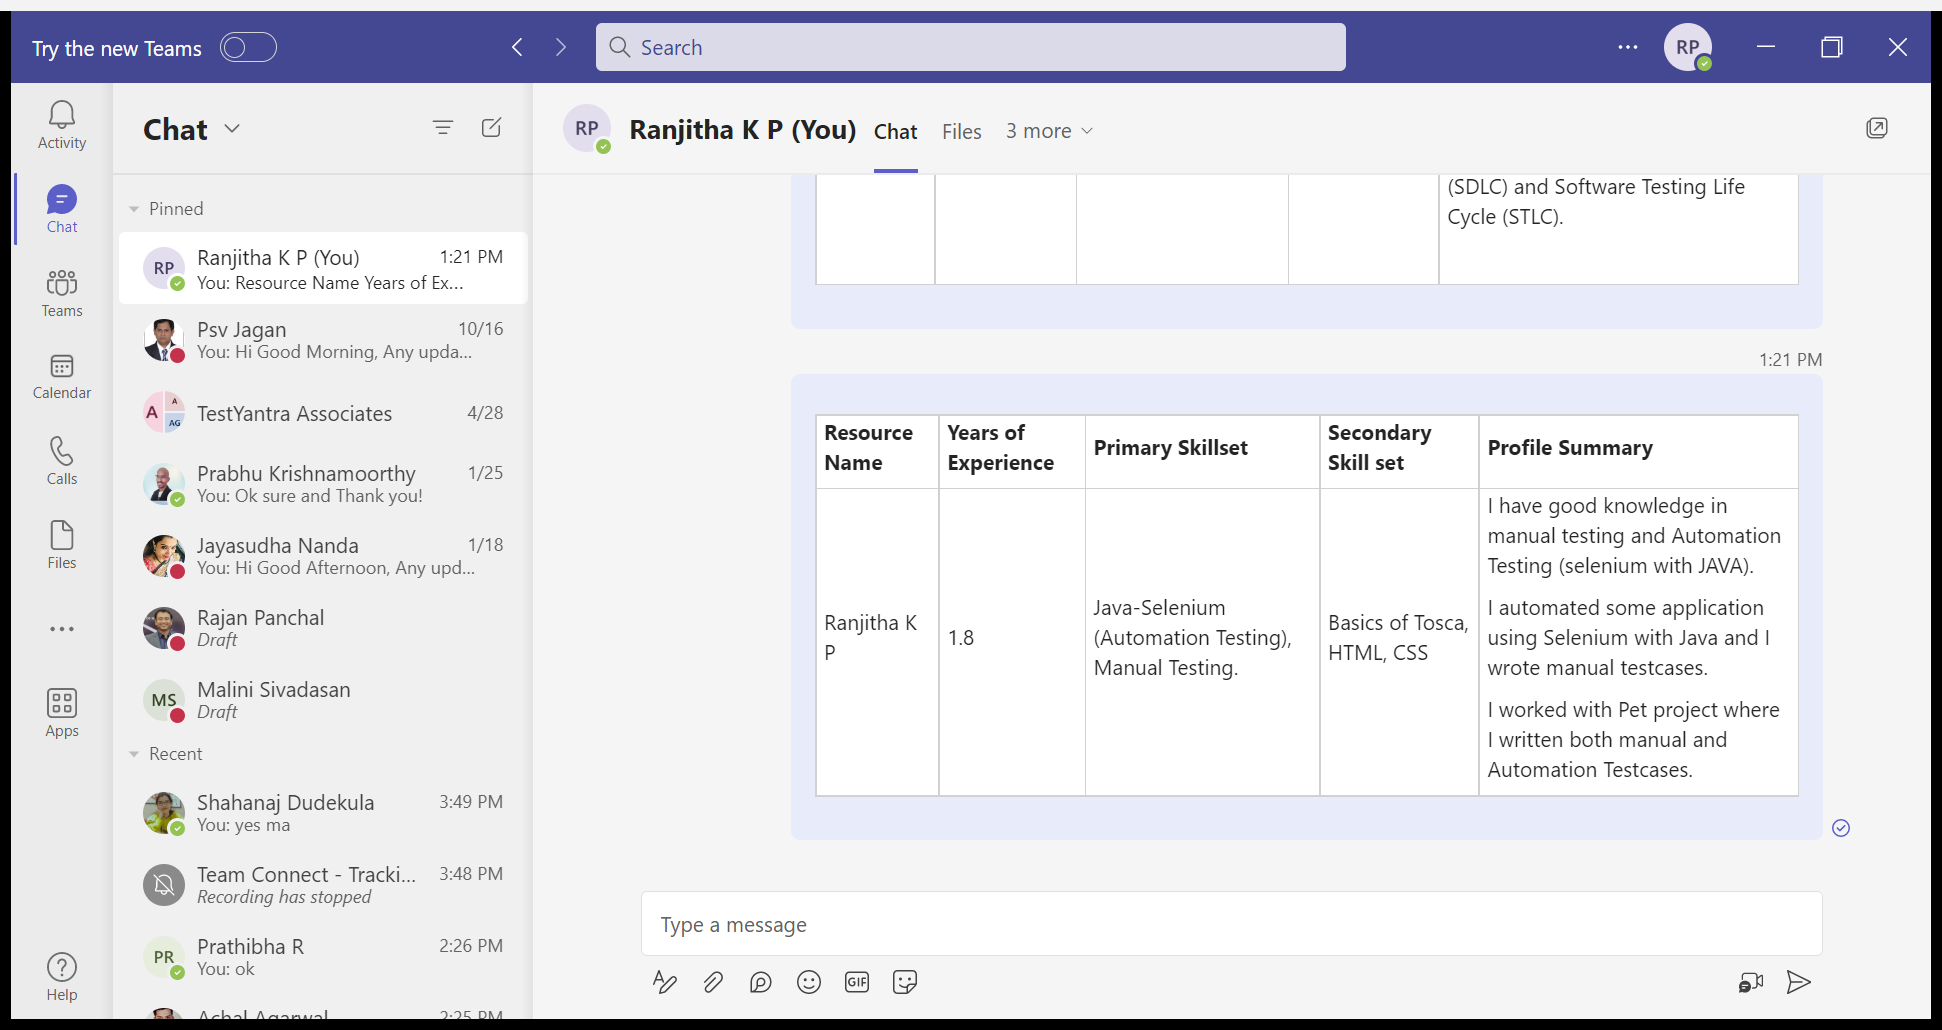 Try the new Teams
Search
RP
Activity
Chat
Teams
Calendar
Calls
Files
Apps
Help
Chat
Pinned
RP
Ranjitha K P (You)
1:21 PM
You: Resource Name Years of Ex...
Psv Jagan
10/16
You: Hi Good Morning, Any upda...
A
A
AG
TestYantra Associates
4/28
Prabhu Krishnamoorthy
1/25
You: Ok sure and Thank you!
Jayasudha Nanda
1/18
You: Hi Good Afternoon, Any upd...
Rajan Panchal
Draft
MS
Malini Sivadasan
Draft
Recent
Shahanaj Dudekula
3:49 PM
You: yes ma
Team Connect - Tracki...
3:48 PM
Recording has stopped
PR
Prathibha R
2:26 PM
You: ok
Achal Agarwal
2:25 PM
RP
Ranjitha K P (You)
Chat
Files
3 more
(SDLC) and Software Testing Life
Cycle (STLC).
1:21 PM
Resource
Name
Years of
Experience
Primary Skillset
Secondary
Skill set
Profile Summary
Ranjitha K
P
1.8
Java-Selenium
(Automation Testing),
Manual Testing.
Basics of Tosca,
HTML, CSS
I have good knowledge in
manual testing and Automation
Testing (selenium with JAVA).
I automated some application
using Selenium with Java and I
wrote manual testcases.
I worked with Pet project where
I written both manual and
Automation Testcases.
Type a message
GIF